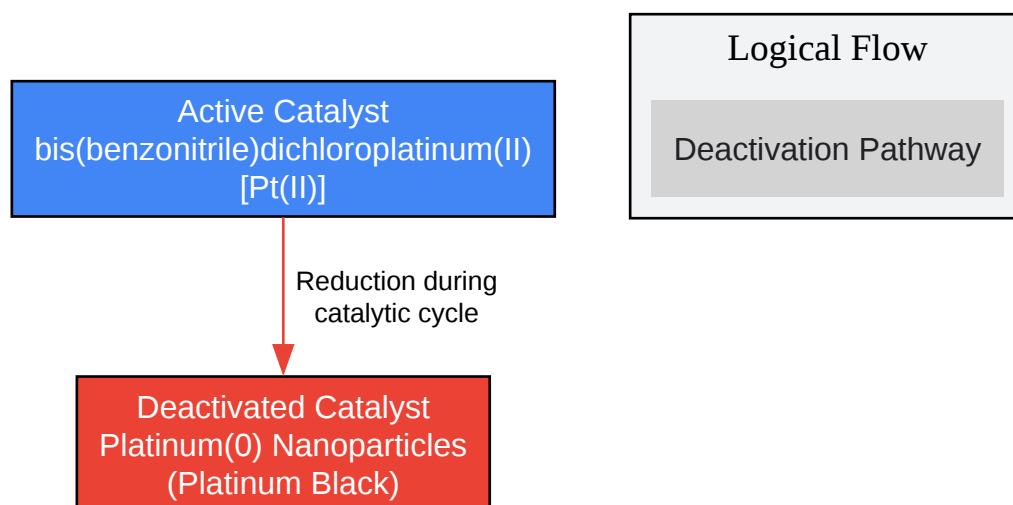 Active Catalyst
bis(benzonitrile)dichloroplatinum(II)
[Pt(II)]
Reduction during
catalytic cycle
Deactivated Catalyst
Platinum(0) Nanoparticles
(Platinum Black)
Logical Flow
Deactivation Pathway